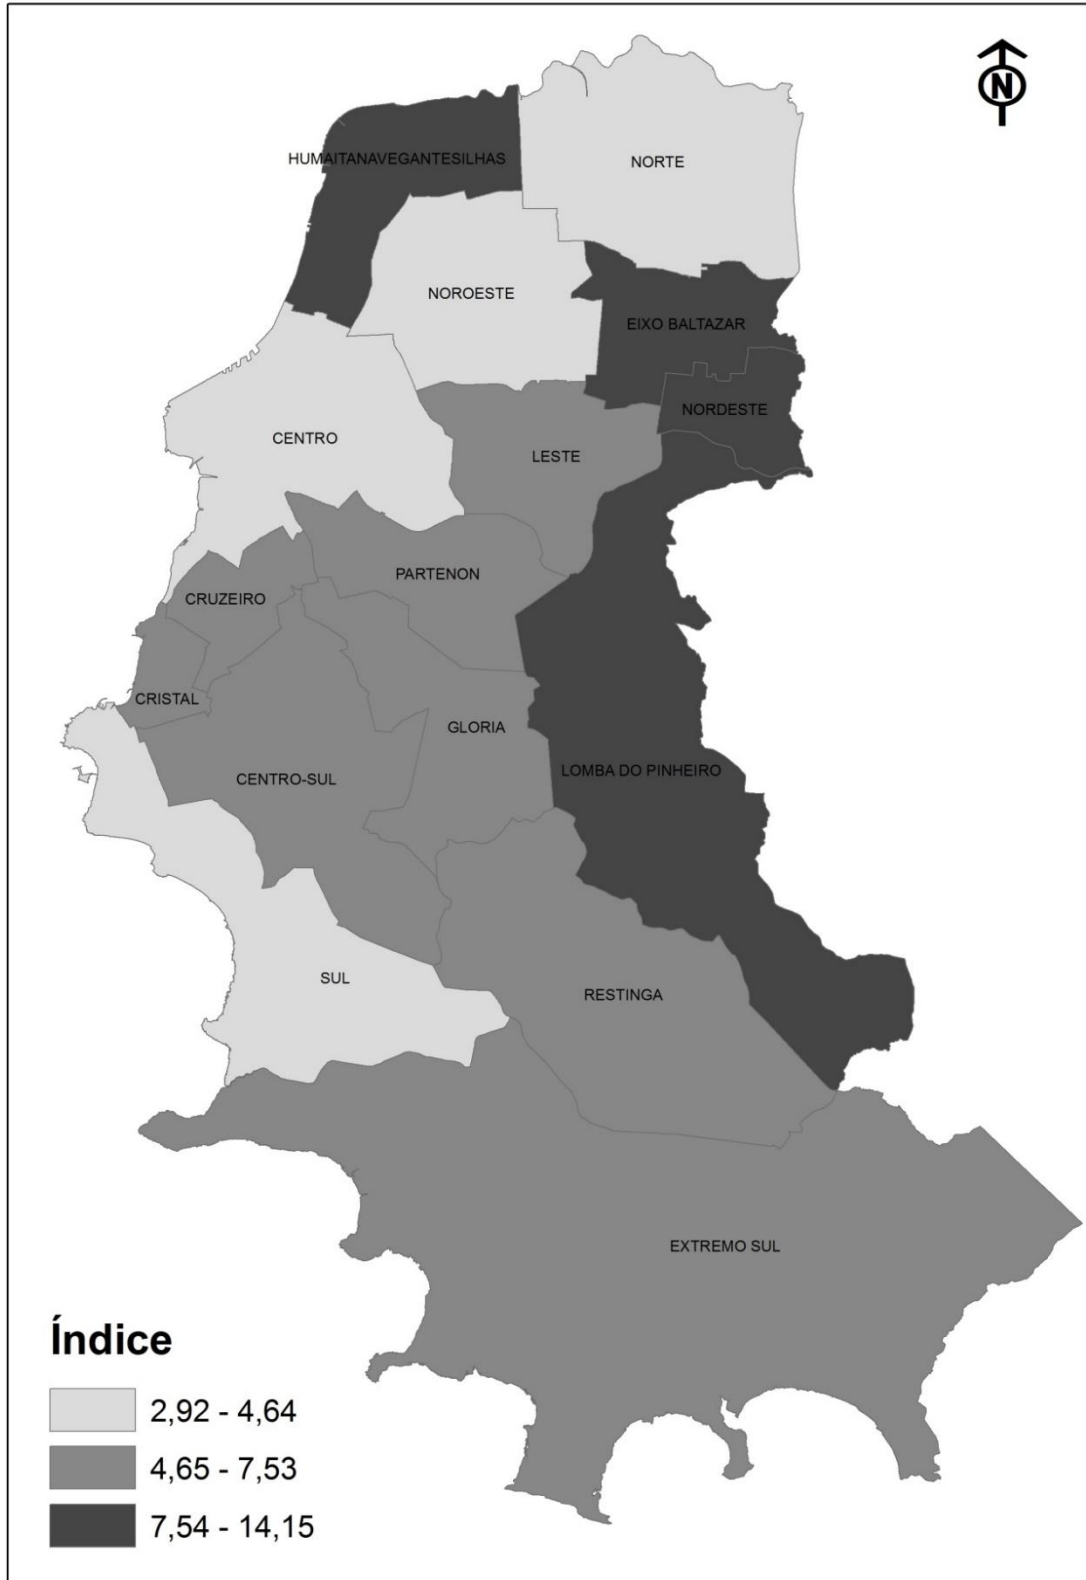 N
HUMAITANAVEGANTESILHAS
NORTE
NOROESTE
EIXO BALTAZAR
NORDESTE
CENTRO
LESTE
PARTENON
CRUZEIRO
CRISTAL
GLORIA
CENTRO-SUL
LOMBA DO PINHEIRO
SUL
RESTINGA
EXTREMO SUL
Índice
2,92 - 4,64
4,65 - 7,53
7,54 - 14,15